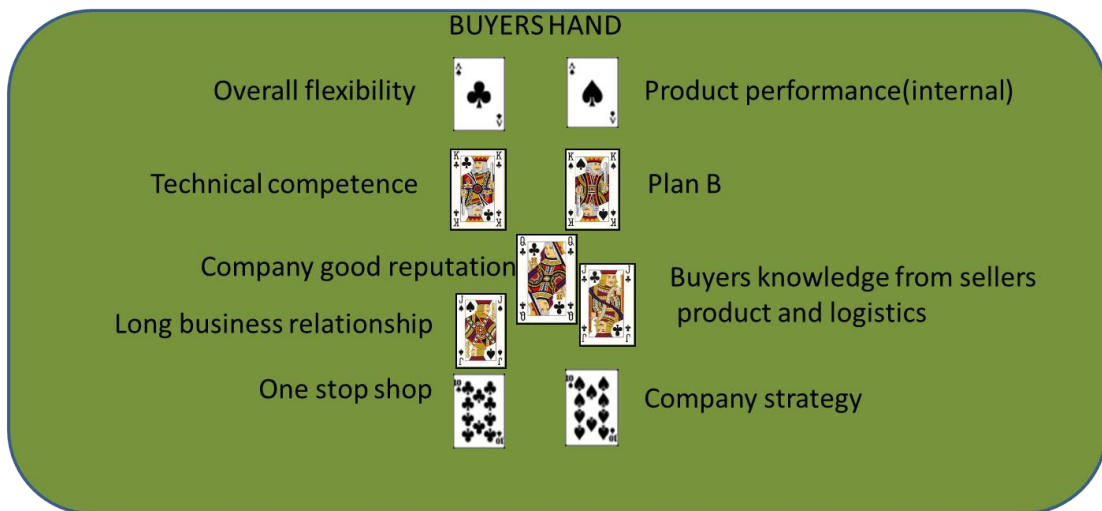 BUYERS HAND
Overall flexibility
Product performance(internal)
Technical competence
Plan B
Company good reputation
Buyers knowledge from sellers
product and logistics
Long business relationship
One stop shop
Company strategy